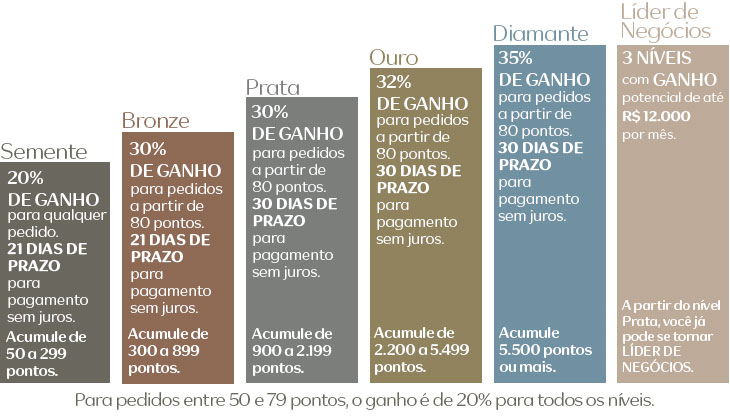 Semente
20%
DE GANHO
para qualquer
pedido.
21 DIAS DE
PRAZO
para
pagamento
sem juros.
Acumule de
50 a 299
pontos.
Bronze
30%
DE GANHO
para pedidos
a partir de
80 pontos.
21 DIAS DE
PRAZO
para
pagamento
sem juros.
Acumule de
300 a 899
pontos.
Prata
30%
DE GANHO
para pedidos
a partir de
80 pontos.
30 DIAS DE
PRAZO
para
pagamento
sem juros.
Acumule de
900 a 2.199
pontos.
Ouro
32%
DE GANHO
para pedidos
a partir de
80 pontos.
30 DIAS DE
PRAZO
para
pagamento
sem juros.
Acumule de
2.200 a 5.499
pontos.
Diamante
35%
DE GANHO
para pedidos
a partir de
80 pontos.
30 DIAS DE
PRAZO
para
pagamento
sem juros.
Acumule
5.500 pontos
ou mais.
Líder de
Negócios
3 NÍVEIS
com GANHO
potencial de até
R$ 12.000
por mês.
A partir do nível
Prata, você já
pode se tornar
LÍDER DE
NEGÓCIOS.
Para pedidos entre 50 e 79 pontos, o ganho é de 20% para todos os níveis.